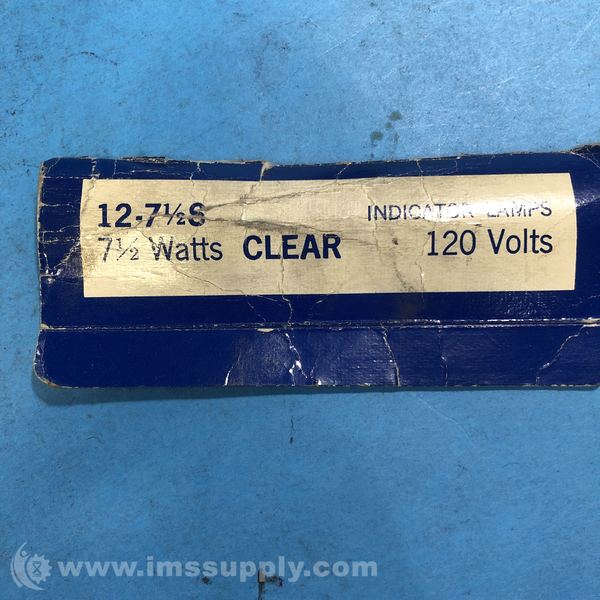 12-7½S INDICATOR LAMPS
7½ Watts CLEAR 120 Volts
www.imssupply.com